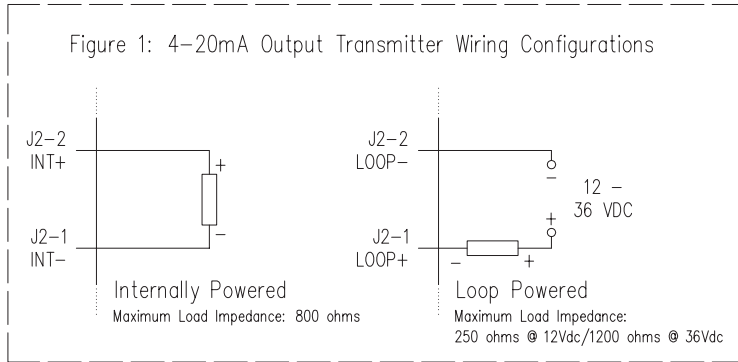 Figure 1: 4-20mA Output Transmitter Wiring Configurations
J2-2
INT+
+
-
J2-1
INT-
Internally Powered
Maximum Load Impedance: 800 ohms
J2-2
LOOP-
-
12 -
36 VDC
+
J2-1
LOOP+
-
+
Loop Powered
Maximum Load Impedance:
250 ohms @ 12Vdc/1200 ohms @ 36Vdc